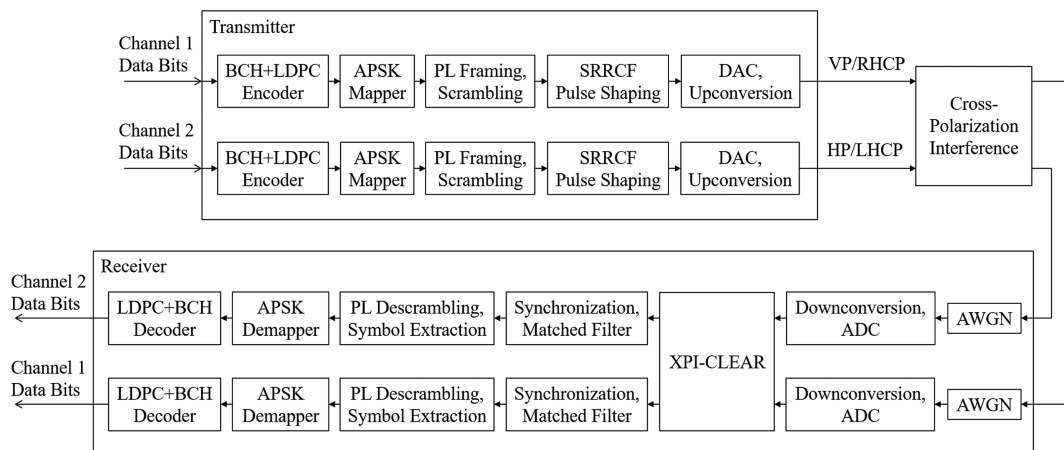 Transmitter
Channel 1
Data Bits
BCH+LDPC
Encoder
APSK
Mapper
PL Framing,
Scrambling
SRRCF
Pulse Shaping
DAC,
Upconversion
VP/RHCP
Cross-
Polarization
Interference
Channel 2
Data Bits
BCH+LDPC
Encoder
APSK
Mapper
PL Framing,
Scrambling
SRRCF
Pulse Shaping
DAC,
Upconversion
HP/LHCP
Receiver
Channel 2
Data Bits
LDPC+BCH
Decoder
APSK
Demapper
PL Descrambling,
Symbol Extraction
Synchronization,
Matched Filter
XPI-CLEAR
Downconversion,
ADC
AWGN
Channel 1
Data Bits
LDPC+BCH
Decoder
APSK
Demapper
PL Descrambling,
Symbol Extraction
Synchronization,
Matched Filter
Downconversion,
ADC
AWGN